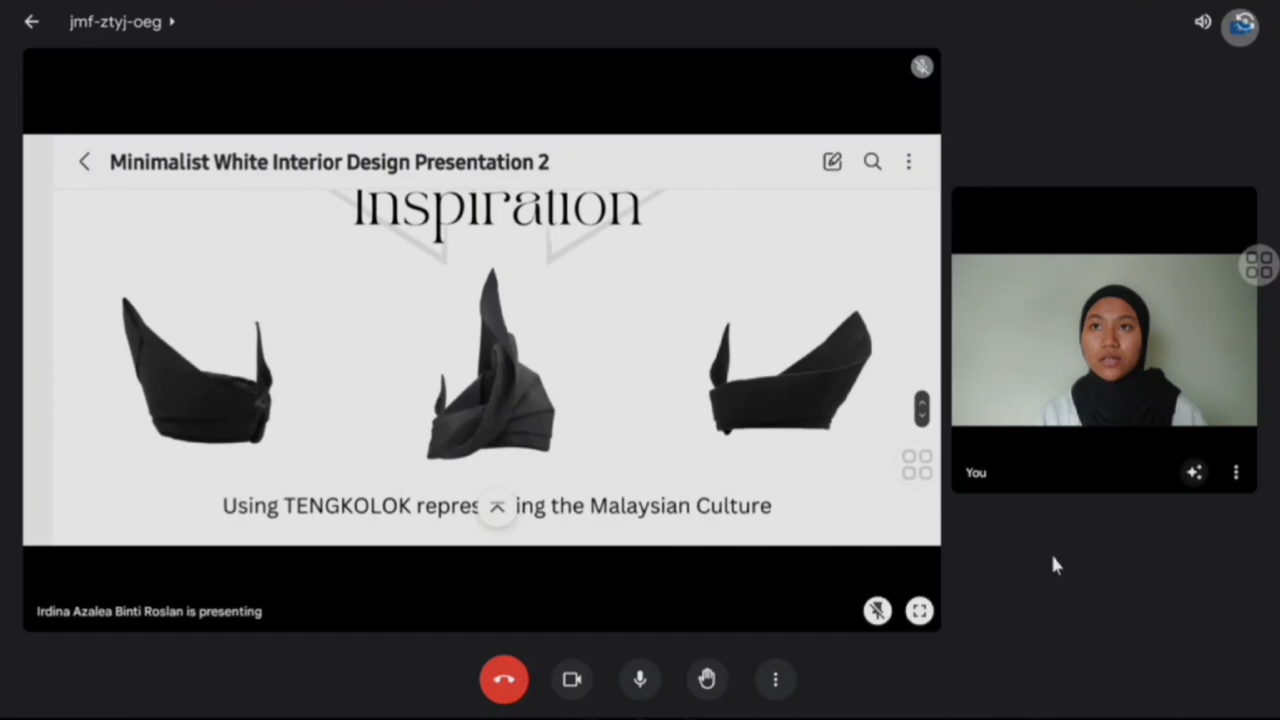 jmf-ztyj-oeg
Minimalist White Interior Design Presentation 2
Inspiration
Using TENGKOLOK repres ing the Malaysian Culture
You
Irdina Azalea Binti Roslan is presenting